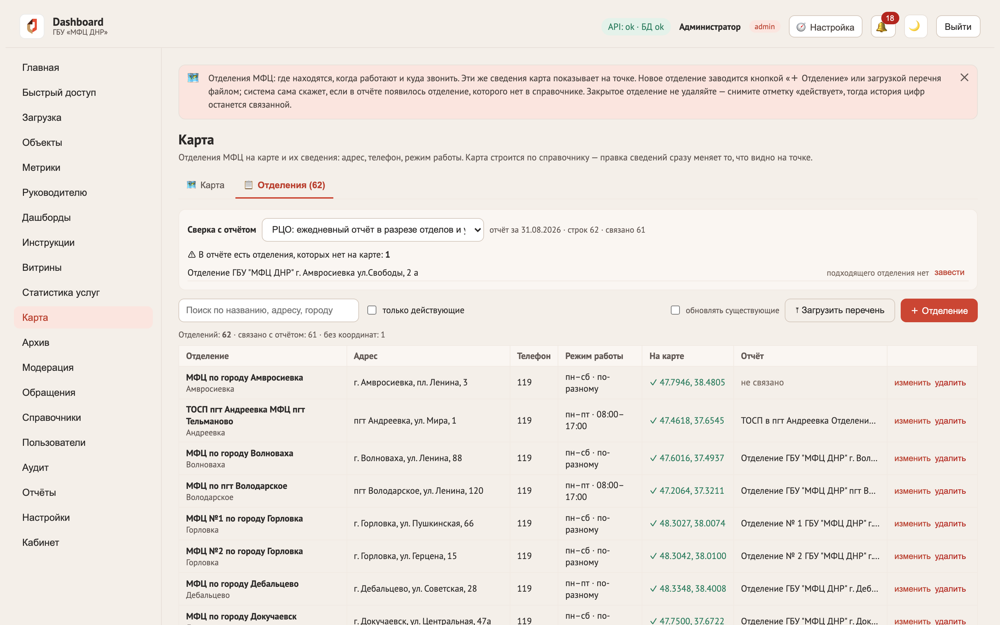 Dashboard
ГБУ «МФЦ ДНР»
API: ok · БД ok
Администратор
admin
Настройка
18
Выйти
Главная
Быстрый доступ
Загрузка
Объекты
Метрики
Руководителю
Дашборды
Инструкции
Витрины
Статистика услуг
Карта
Архив
Модерация
Обращения
Справочники
Пользователи
Аудит
Отчёты
Настройки
Кабинет
Отделения МФЦ: где находятся, когда работают и куда звонить. Эти же сведения карта показывает на точке. Новое отделение заводится кнопкой «＋ Отделение» или загрузкой перечня
файлом; система сама скажет, если в отчёте появилось отделение, которого нет в справочнике. Закрытое отделение не удаляйте — снимите отметку «действует», тогда история цифр
останется связанной.
Карта
Отделения МФЦ на карте и их сведения: адрес, телефон, режим работы. Карта строится по справочнику — правка сведений сразу меняет то, что видно на точке.
Карта
Отделения (62)
Сверка с отчётом
РЦО: ежедневный отчёт в разрезе отделов и
отчёт за 31.08.2026 · строк 62 · связано 61
⚠ В отчёте есть отделения, которых нет на карте: 1
Отделение ГБУ "МФЦ ДНР" г. Амвросиевка ул.Свободы, 2 а
подходящего отделения нет завести
Поиск по названию, адресу, городу
только действующие
обновлять существующие
⤒ Загрузить перечень
＋ Отделение
Отделений: 62 · связано с отчётом: 61 · без координат: 1
Отделение Адрес Телефон Режим работы На карте Отчёт
МФЦ по городу Амвросиевка
Амвросиевка
г. Амвросиевка, пл. Ленина, 3
119
пн–сб · по-
разному
✓ 47.7946, 38.4805
не связано
изменить удалить
ТОСП пгт Андреевка МФЦ пгт
Тельманово
Андреевка
пгт Андреевка, ул. Мира, 1
119
пн–пт · 08:00–
17:00
✓ 47.4618, 37.6545
ТОСП в пгт Андреевка Отделени...
изменить удалить
МФЦ по городу Волноваха
Волноваха
г. Волноваха, ул. Ленина, 88
119
пн–сб · по-
разному
✓ 47.6016, 37.4937
Отделение ГБУ "МФЦ ДНР" г. Вол...
изменить удалить
МФЦ по пгт Володарское
Володарское
пгт Володарское, ул. Ленина, 120
119
пн–пт · 08:00–
17:00
✓ 47.2064, 37.3211
Отделение ГБУ "МФЦ ДНР" пгт В...
изменить удалить
МФЦ №1 по городу Горловка
Горловка
г. Горловка, ул. Пушкинская, 66
119
пн–сб · по-
разному
✓ 48.3027, 38.0074
Отделение № 1 ГБУ "МФЦ ДНР" г....
изменить удалить
МФЦ №2 по городу Горловка
Горловка
г. Горловка, ул. Герцена, 15
119
пн–сб · по-
разному
✓ 48.3042, 38.0100
Отделение № 2 ГБУ "МФЦ ДНР" г....
изменить удалить
МФЦ по городу Дебальцево
Дебальцево
г. Дебальцево, ул. Советская, 28
119
пн–пт · по-
разному
✓ 48.3348, 38.4008
Отделение ГБУ "МФЦ ДНР" г. Деб...
изменить удалить
МФЦ по городу Докучаевск
г. Докучаевск, ул. Центральная, 47а
119
пн–сб · по-
✓ 47.7500, 37.6722
Отделение ГБУ "МФЦ ДНР" г. Док...
изменить удалить